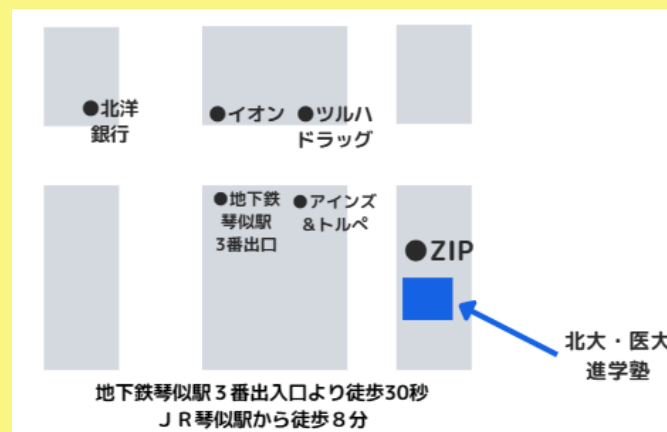 ●北洋
銀行
●イオン
●ツルハ
ドラッグ
●地下鉄
琴似駅
3番出口
●アインズ
&トルペ
●ZIP
北大・医大
進学塾
地下鉄琴似駅３番出入口より徒歩30秒
ＪＲ琴似駅から徒歩８分